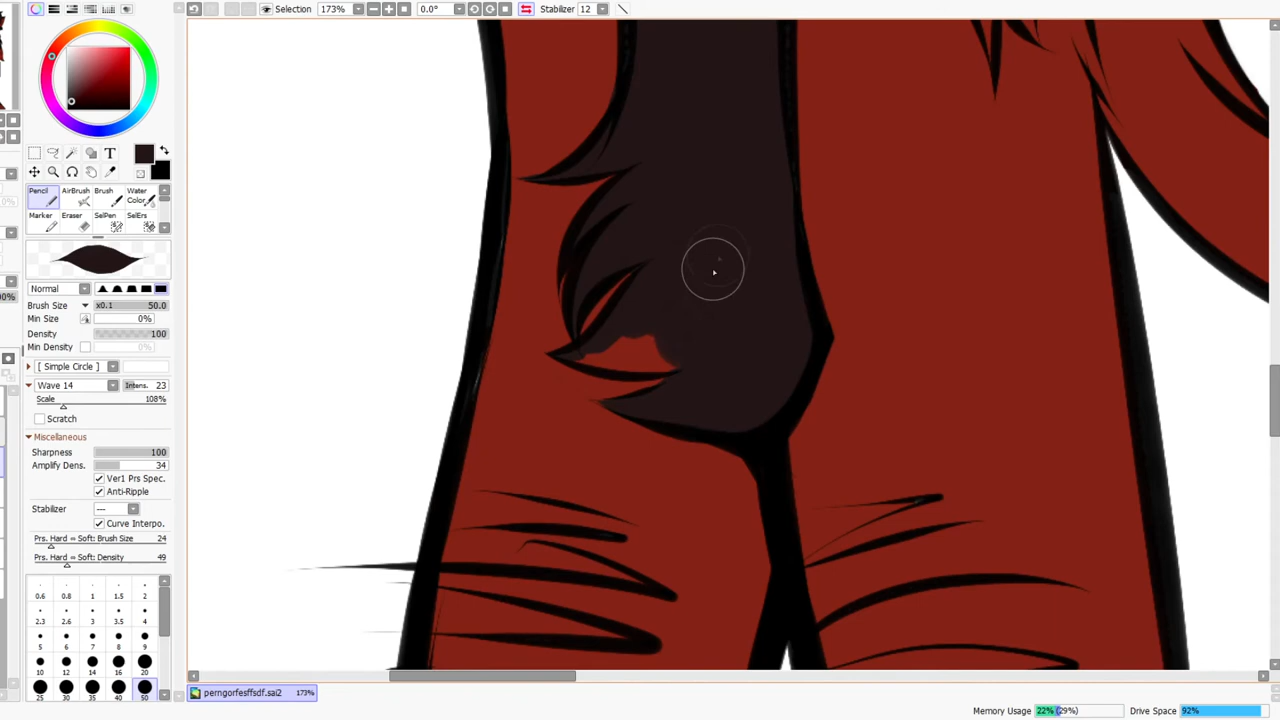 Selection 173% 0.0° Stabilizer 12
T
Pencil AirBrush Brush Water Color
Marker Eraser SelPen SelErs
Normal
Brush Size x0.1 50.0
Min Size 0%
Density 100
Min Density 0%
[ Simple Circle ]
Wave 14 Intens. 23
Scale 108%
Scratch
Miscellaneous
Sharpness 100
Amplify Dens. 34
Ver1 Prs Spec.
Anti-Ripple
Stabilizer ---
Curve Interpo.
Prs. Hard ⇔ Soft: Brush Size 24
Prs. Hard ⇔ Soft: Density 49
0.6 0.8 1 1.5 2
2.3 2.6 3 3.5 4
5 6 7 8 9
10 12 14 16 20
25 30 35 40 50
perngorfesffsdf.sai2 173%
Memory Usage 22% (29%) Drive Space 92%